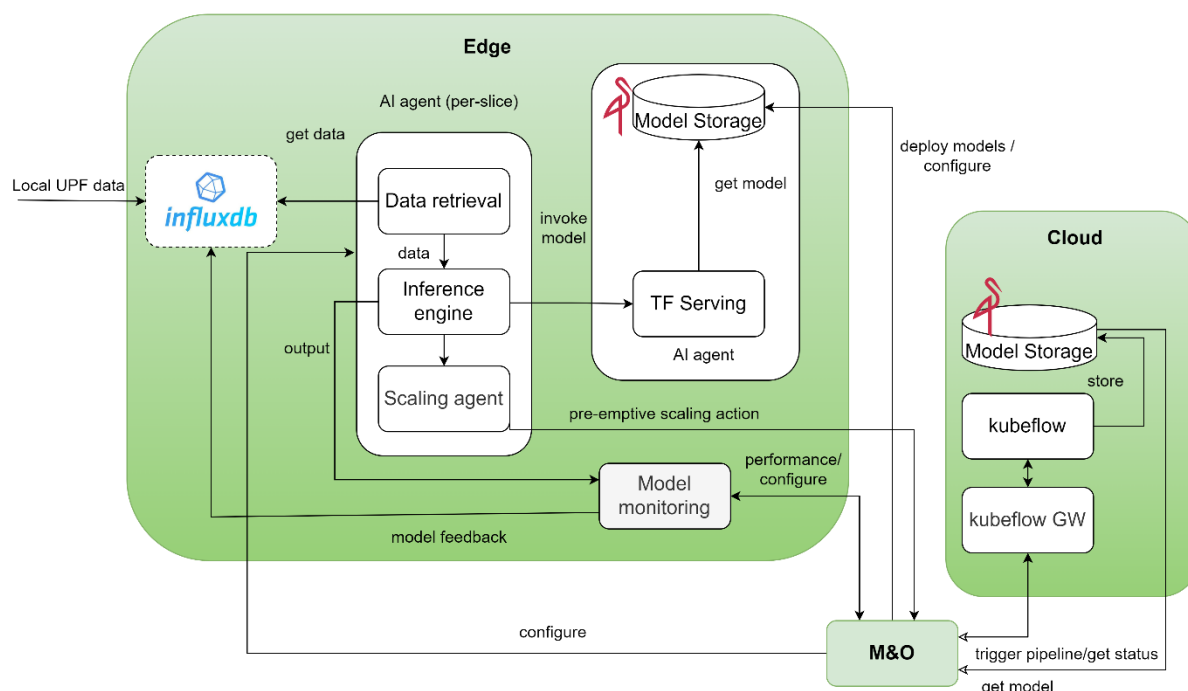 Edge
AI agent (per-slice)
get data
Model Storage
deploy models /
configure
Local UPF data
influxdb
Data retrieval
get model
invoke
model
data
Cloud
Inference
engine
TF Serving
AI agent
output
Model Storage
store
Scaling agent
pre-emptive scaling action
kubeflow
performance/
configure
Model
monitoring
kubeflow GW
model feedback
configure
M&O
trigger pipeline/get status
get model